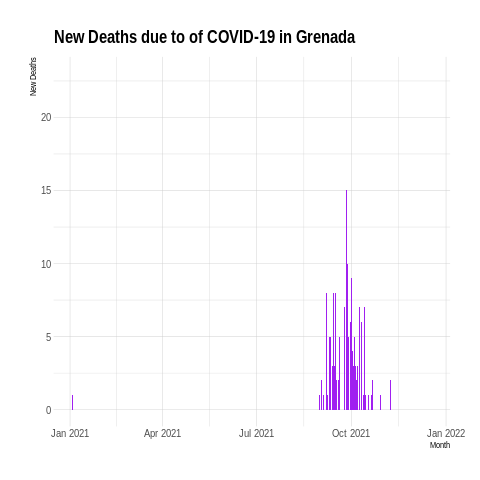 New Deaths due to of COVID-19 in Grenada
New Deaths
20
15
10
5
0
Jan 2021 Apr 2021 Jul 2021 Oct 2021 Jan 2022
Month